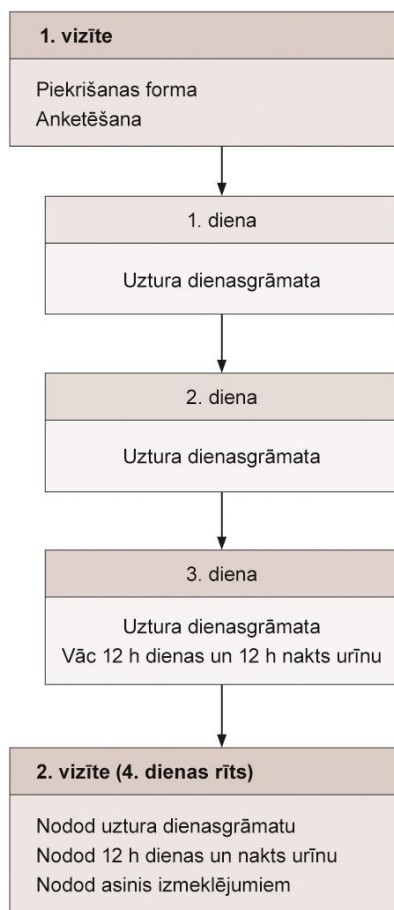 1. vizīte
Piekrišanas forma
Anketēšana
1. diena
Uztura dienasgrāmata
2. diena
Uztura dienasgrāmata
3. diena
Uztura dienasgrāmata
Vāc 12 h dienas un 12 h nakts urīnu
2. vizīte (4. dienas rīts)
Nodod uztura dienasgrāmatu
Nodod 12 h dienas un nakts urīnu
Nodod asinis izmeklējumiem